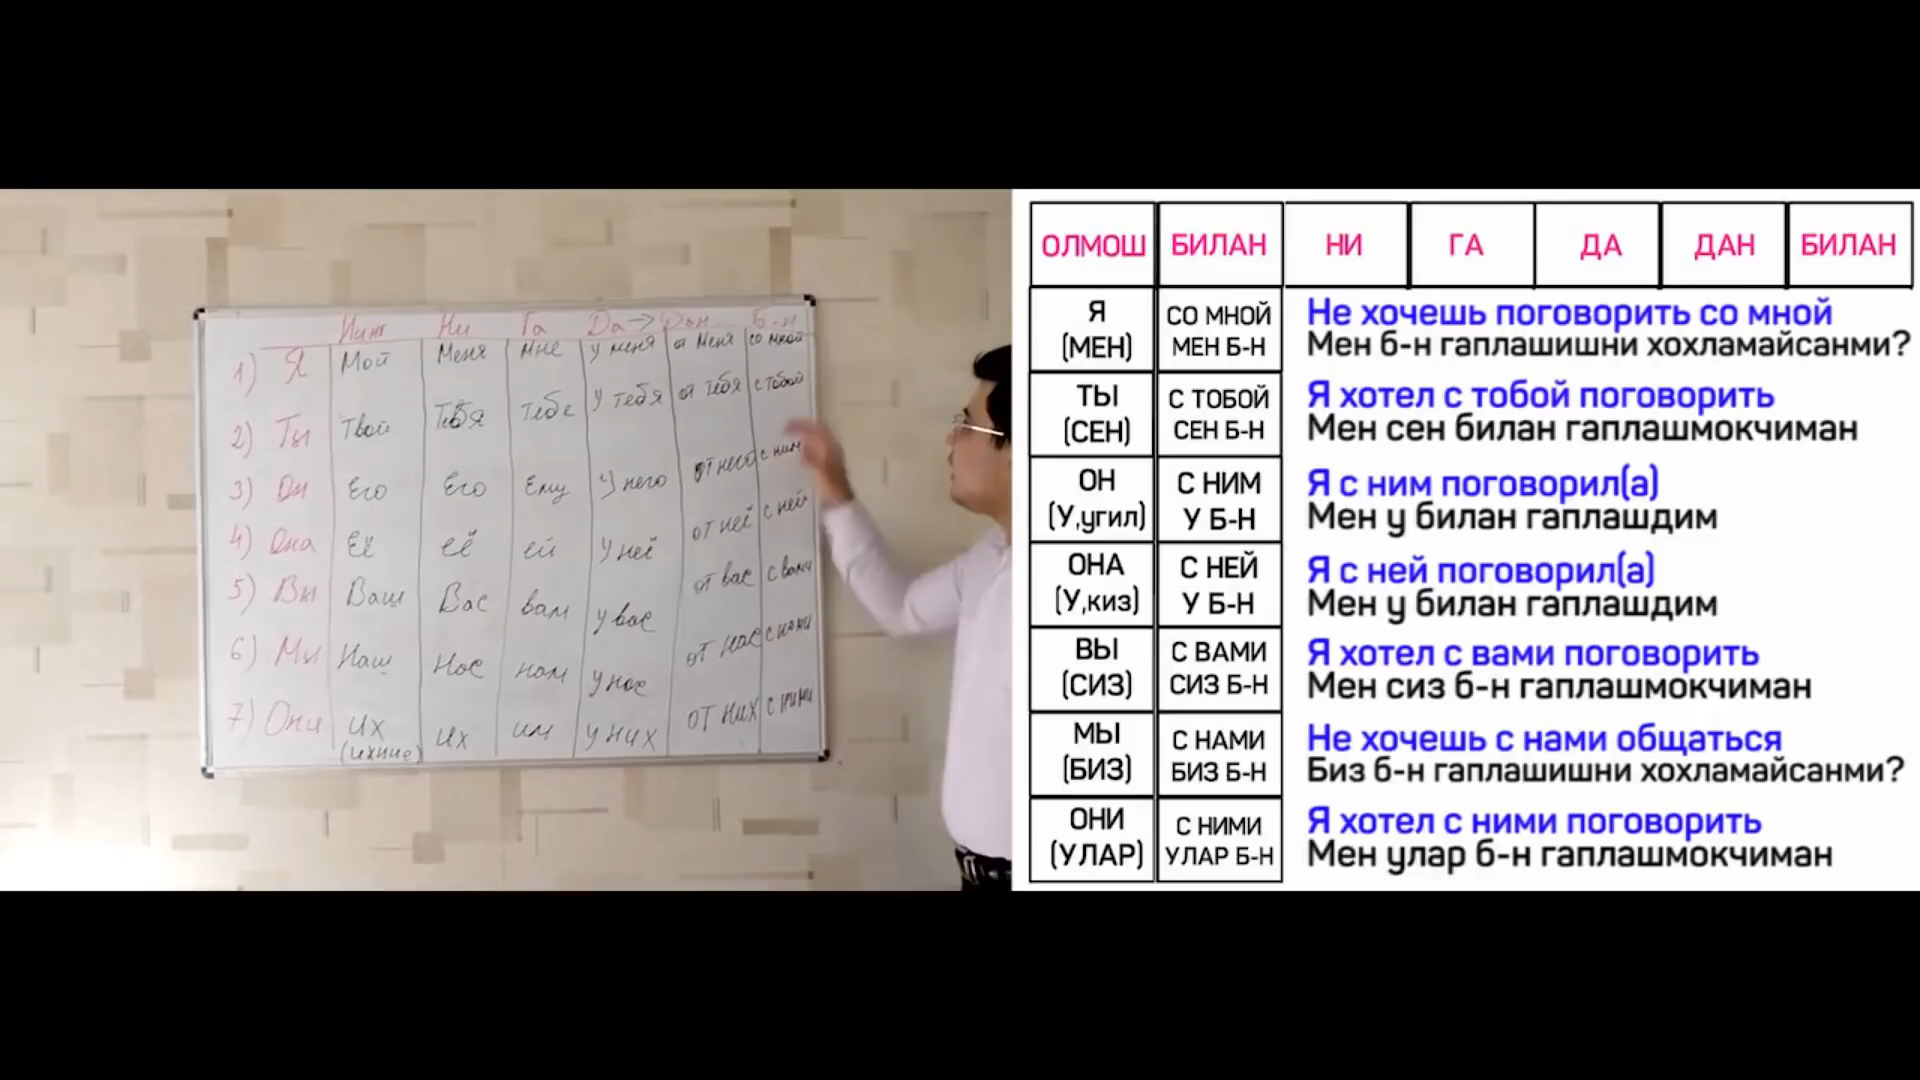 Нинг Ни Га Да → Дан Б-н
1) Я Мой Меня мне у меня от меня со мной
2) Ты Твой Тебя тебе у тебя от тебя с тобой
3) Он Его Его Ему У него от него с ним
4) Она Её её ей у неё от ней с ней
5) Вы Ваш Вас вам у вас от вас с вами
6) Мы Наш Нас нам у нас от нас с нами
7) Они их их им у них от них с ними
(ихние)
ОЛМОШ БИЛАН НИ ГА ДА ДАН БИЛАН
Я СО МНОЙ Не хочешь поговорить со мной
(МЕН) МЕН Б-Н Мен б-н гаплашишни хохламайсанми?
ТЫ С ТОБОЙ Я хотел с тобой поговорить
(СЕН) СЕН Б-Н Мен сен билан гаплашмокчиман
ОН С НИМ Я с ним поговорил(а)
(У,угил) У Б-Н Мен у билан гаплашдим
ОНА С НЕЙ Я с ней поговорил(а)
(У,киз) У Б-Н Мен у билан гаплашдим
ВЫ С ВАМИ Я хотел с вами поговорить
(СИЗ) СИЗ Б-Н Мен сиз б-н гаплашмокчиман
МЫ С НАМИ Не хочешь с нами общаться
(БИЗ) БИЗ Б-Н Биз б-н гаплашишни хохламайсанми?
ОНИ С НИМИ Я хотел с ними поговорить
(УЛАР) УЛАР Б-Н Мен улар б-н гаплашмокчиман